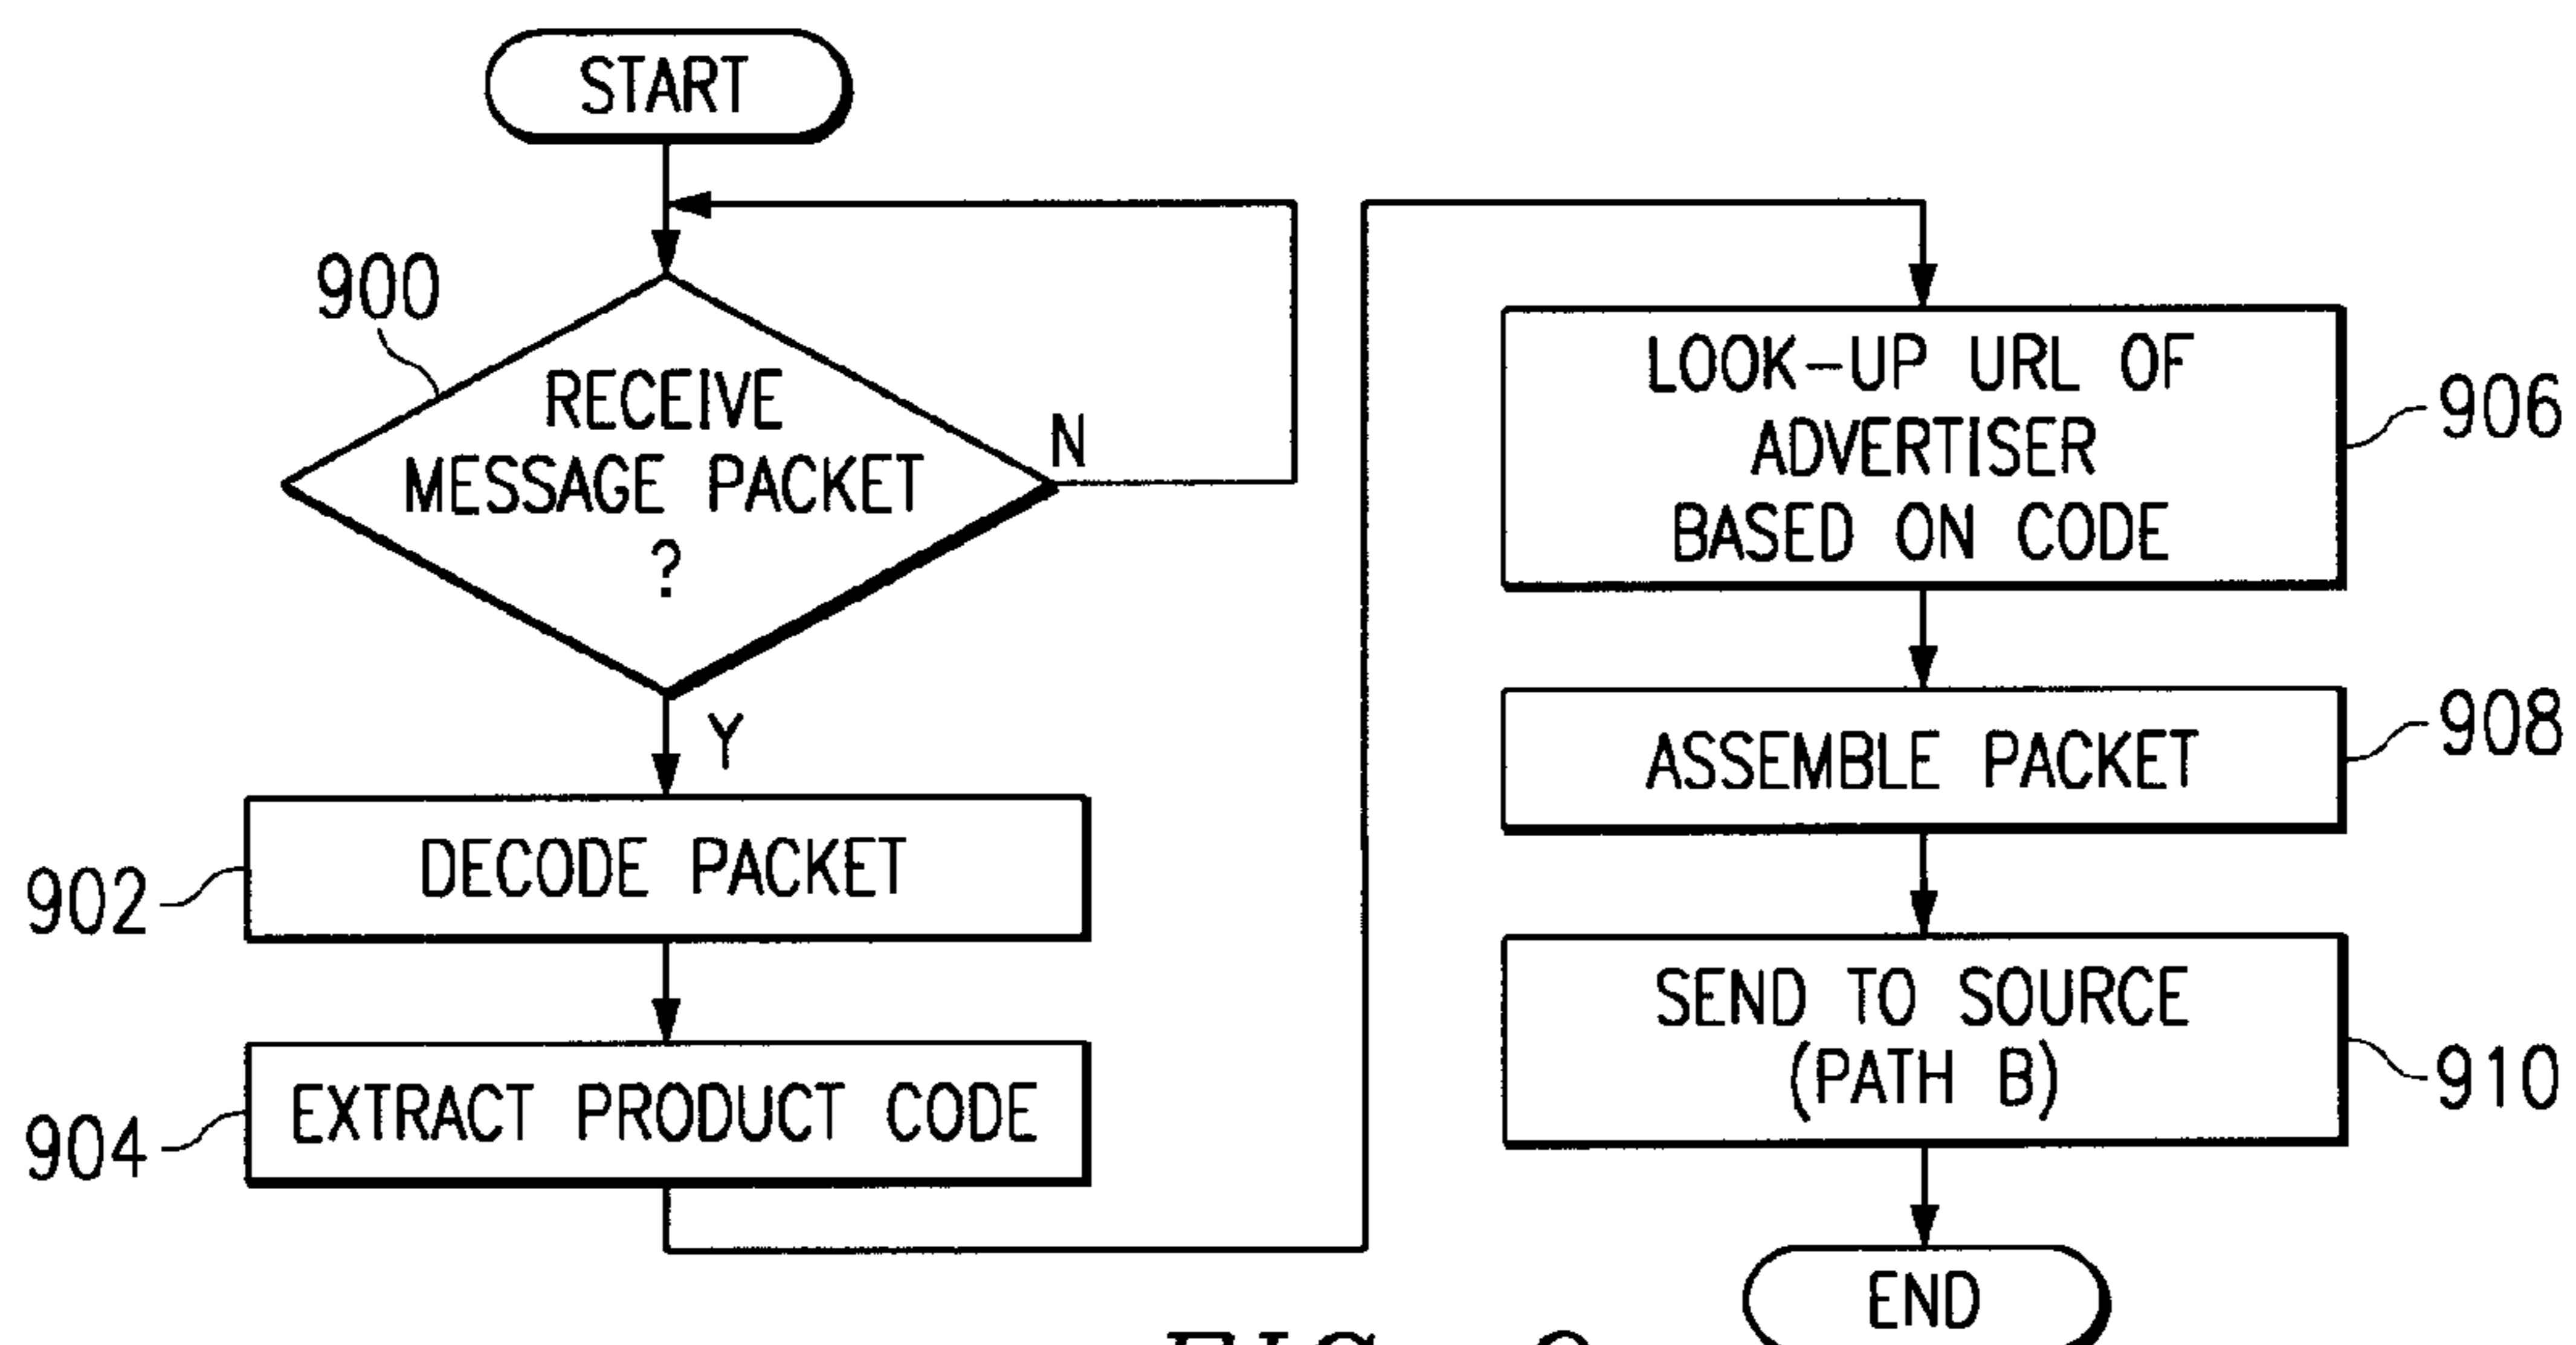 START
900
RECEIVE
MESSAGE PACKET
?
N
Y
902
DECODE PACKET
904
EXTRACT PRODUCT CODE
LOOK-UP URL OF
ADVERTISER
BASED ON CODE
906
ASSEMBLE PACKET
908
SEND TO SOURCE
(PATH B)
910
END